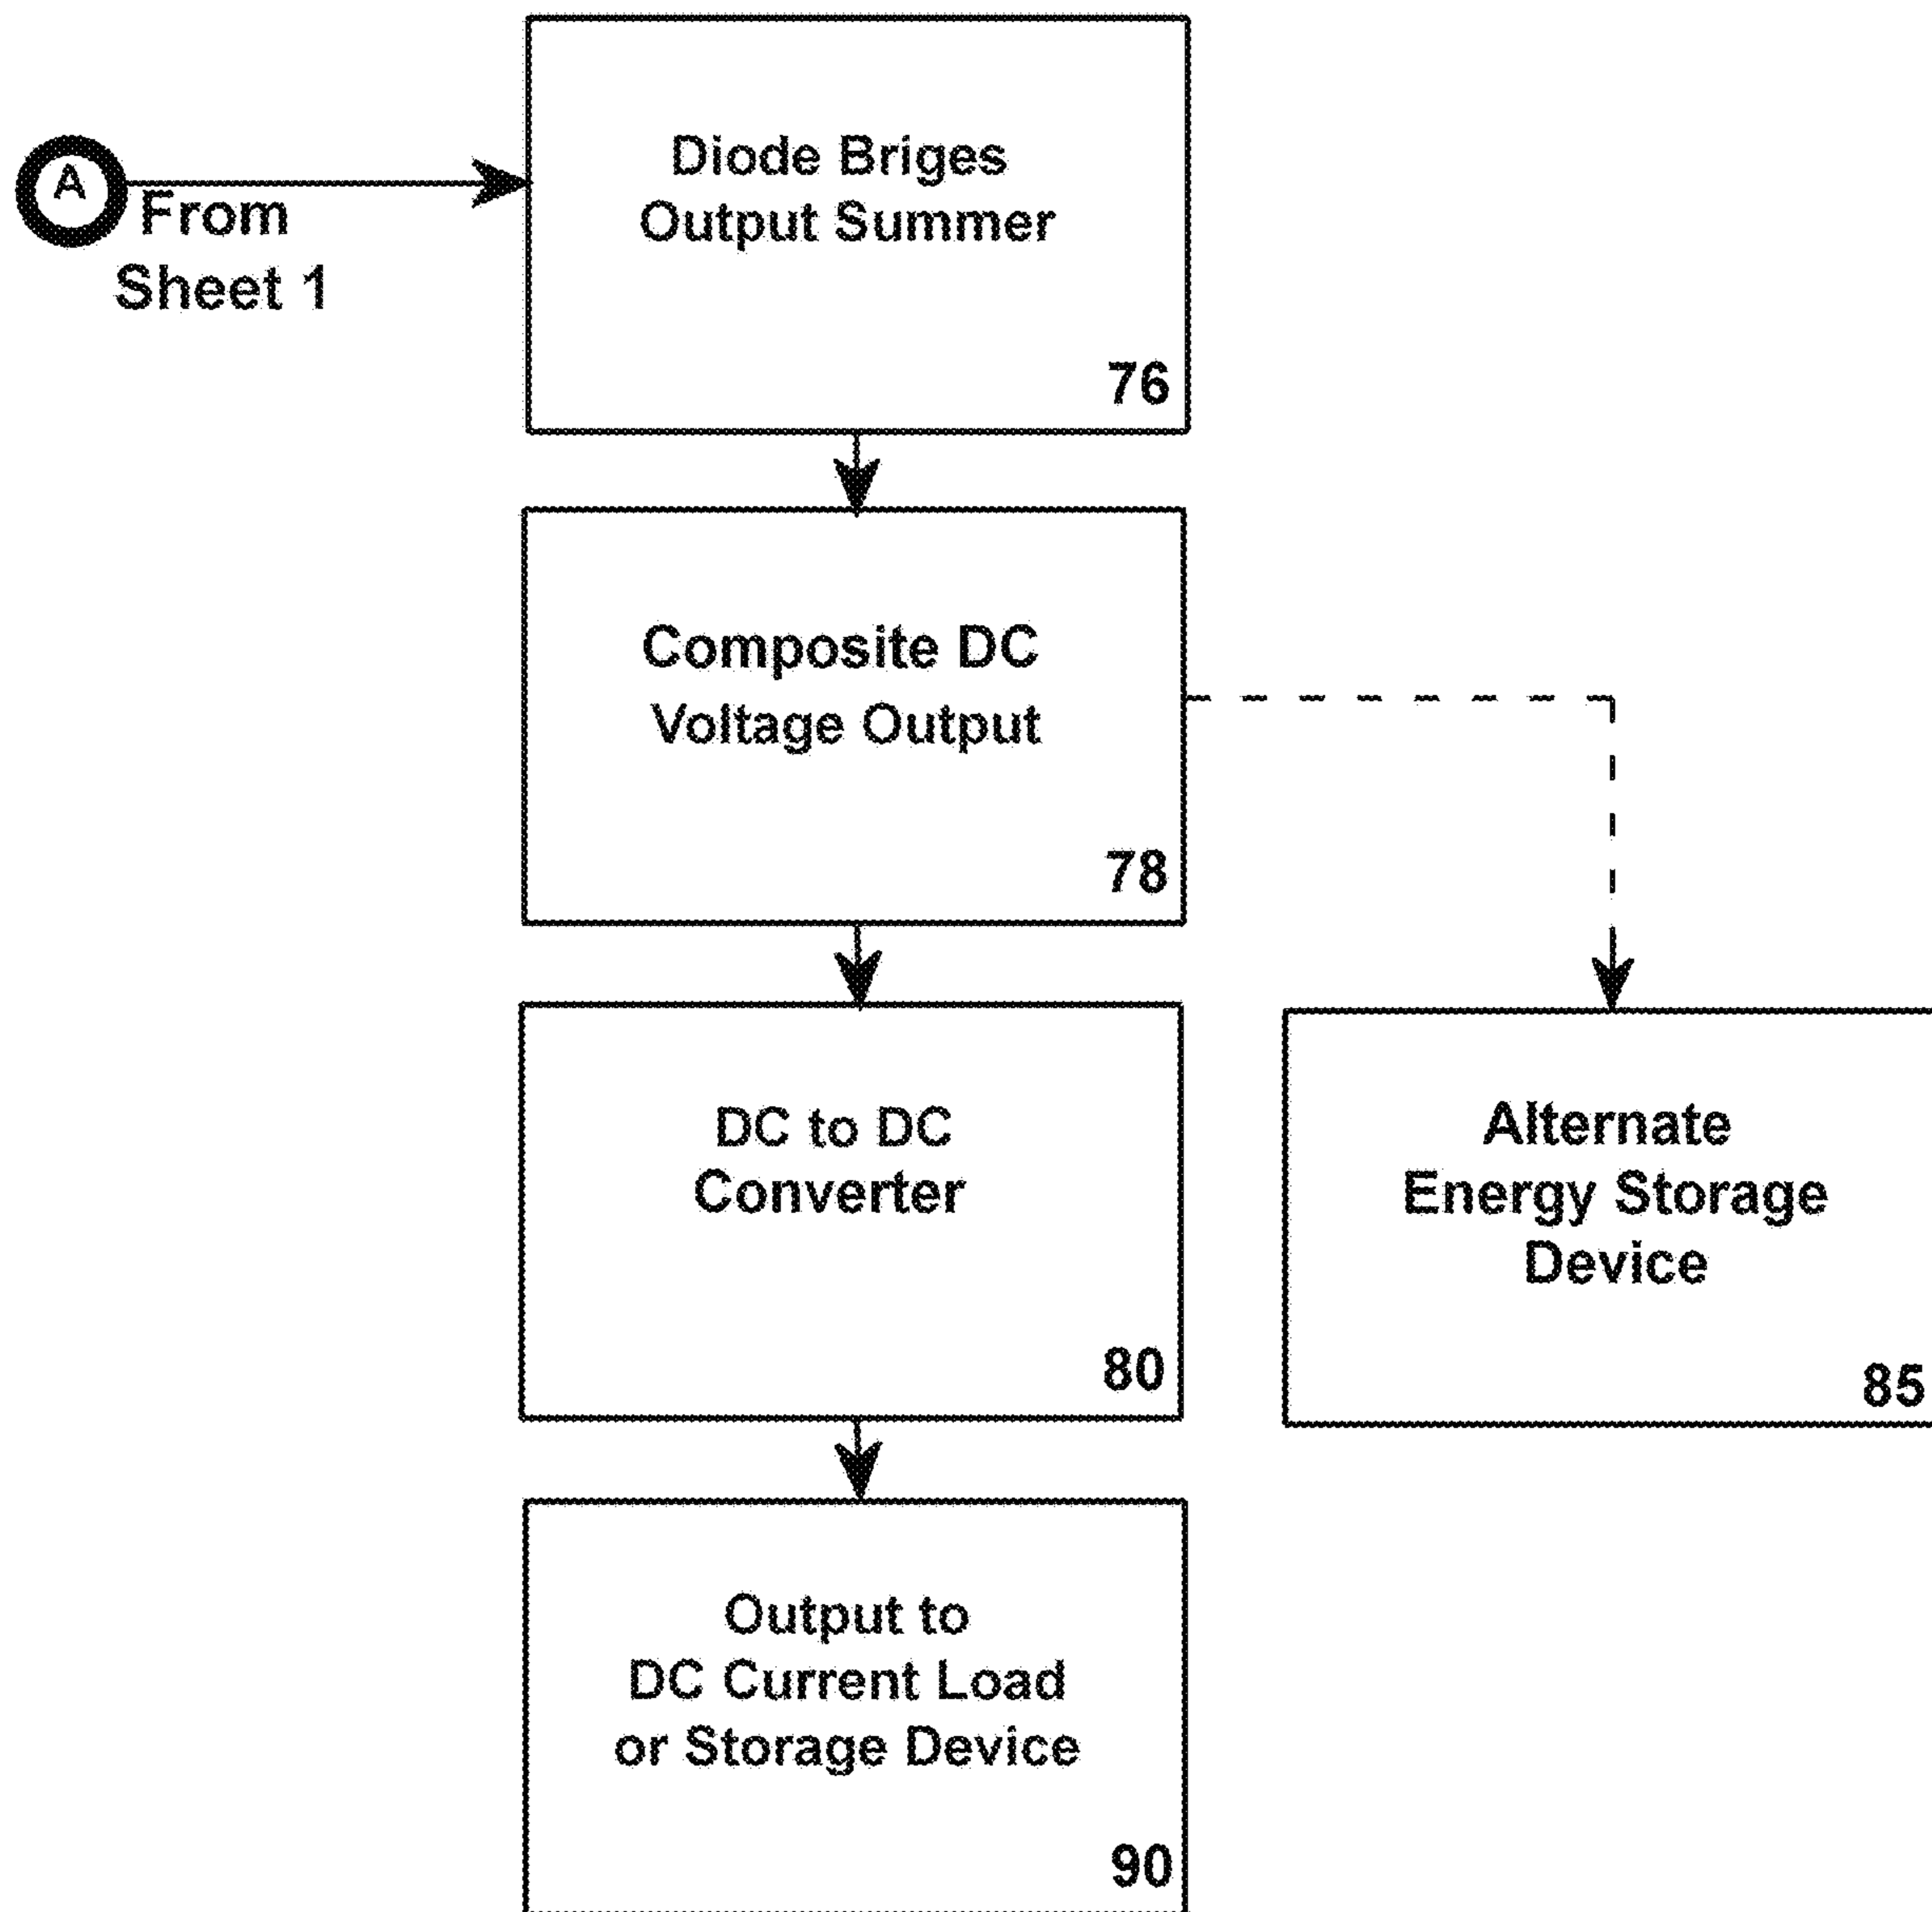 A
From
Sheet 1
Diode Briges
Output Summer
76
Composite DC
Voltage Output
78
DC to DC
Converter
80
Alternate
Energy Storage
Device
85
Output to
DC Current Load
or Storage Device
90